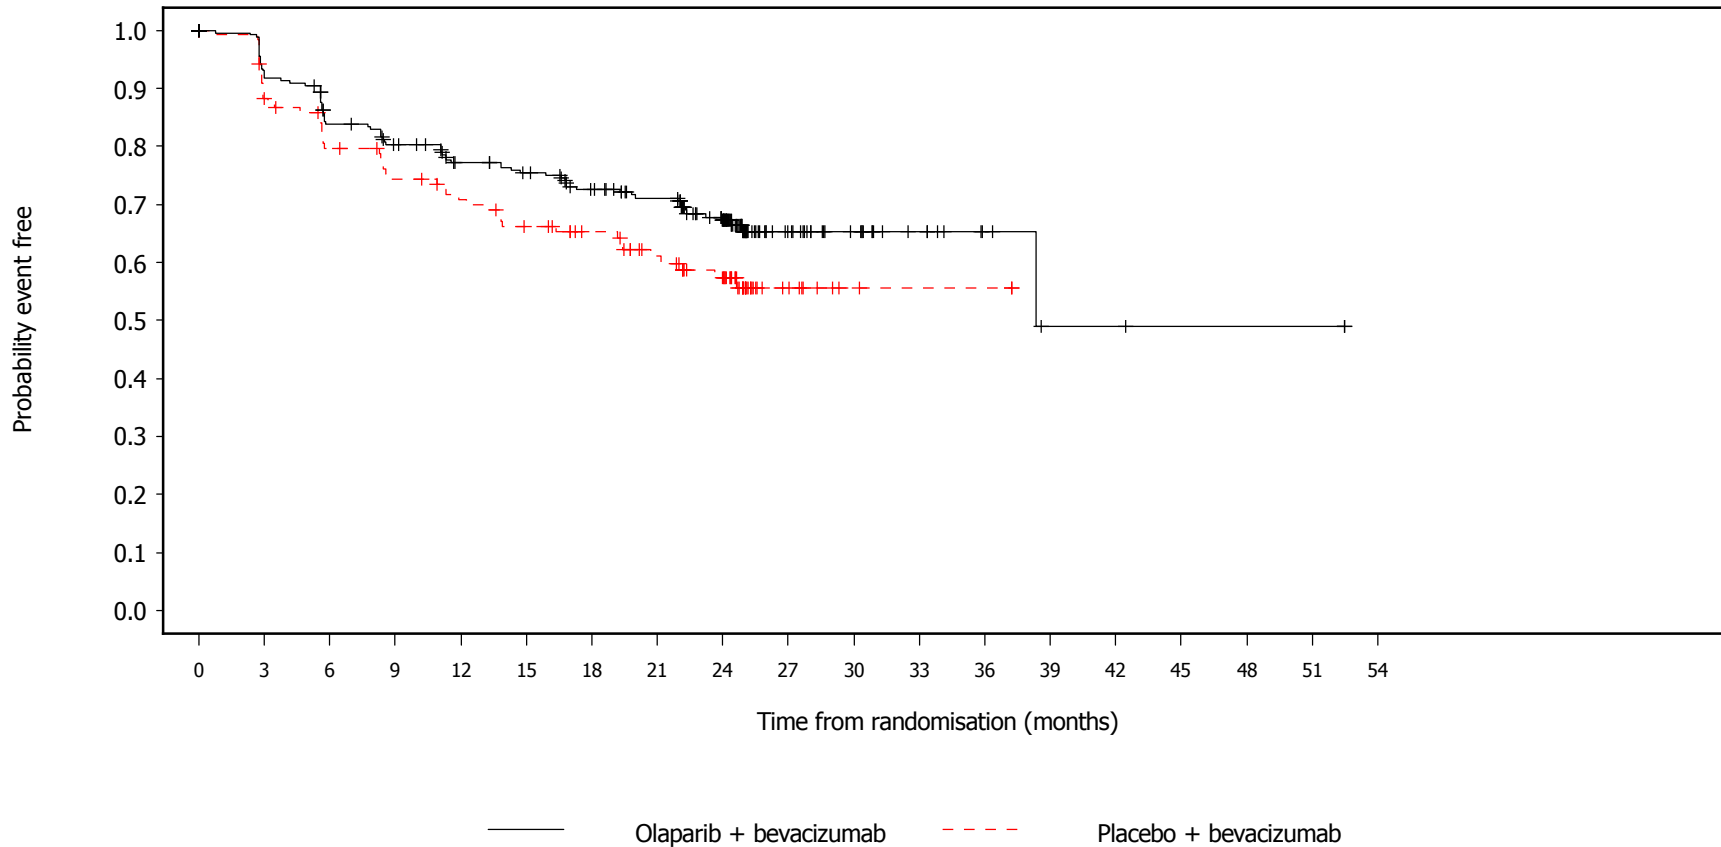 Probability event free
1.0
0.9
0.8
0.7
0.6
0.5
0.4
0.3
0.2
0.1
0.0
0 3 6 9 12 15 18 21 24 27 30 33 36 39 42 45 48 51 54
Time from randomisation (months)
Olaparib + bevacizumab Placebo + bevacizumab